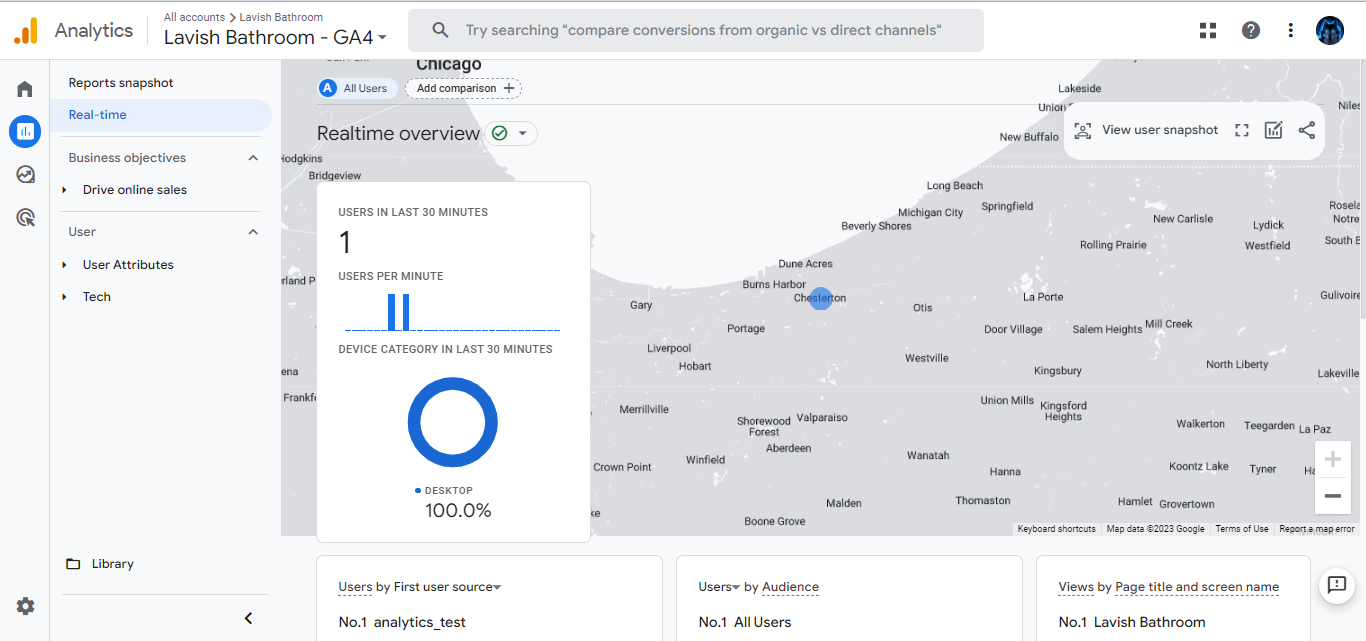 Analytics
All accounts > Lavish Bathroom
Lavish Bathroom - GA4
Try searching "compare conversions from organic vs direct channels"
Reports snapshot
Real-time
Business objectives
Drive online sales
User
User Attributes
Tech
Library
Chicago
A All Users
Add comparison +
Realtime overview
View user snapshot
USERS IN LAST 30 MINUTES
1
USERS PER MINUTE
DEVICE CATEGORY IN LAST 30 MINUTES
DESKTOP
100.0%
Lakeside
Union
New Buffalo
Niles
Hodgkins
Bridgeview
Long Beach
Michigan City
Springfield
Beverly Shores
New Carlisle
Lydick
Rosela
Notre
Rolling Prairie
Westfield
South B
Dune Acres
Burns Harbor
Chesterton
rland P
Gary
Otis
La Porte
Gulivoire
Portage
Door Village
Salem Heights
Mill Creek
Liverpool
Hobart
Westville
North Liberty
Kingsbury
Lakeville
ena
Frankfo
Merrillville
Union Mills
Kingsford
Heights
Shorewood
Forest
Valparaiso
Walkerton
Teegarden
La Paz
Aberdeen
Crown Point
Winfield
Wanatah
Hanna
Koontz Lake
Tyner
Ha
Malden
Thomaston
Hamlet
Grovertown
ke
Boone Grove
Keyboard shortcuts
Map data ©2023 Google
Terms of Use
Report a map error
Users by First user source
No.1 analytics_test
Users by Audience
No.1 All Users
Views by Page title and screen name
No.1 Lavish Bathroom